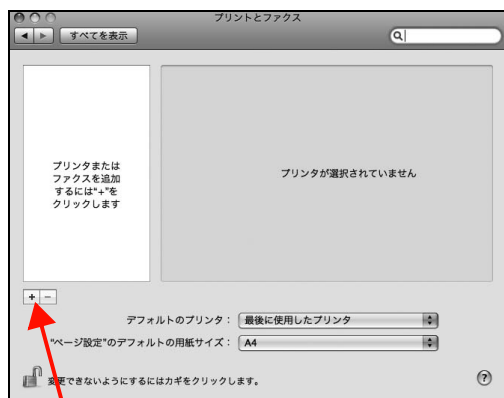 プリントとファクス
すべてを表示
プリンタまたは
ファクスを追加
するには“+”を
クリックします
プリンタが選択されていません
+ −
デフォルトのプリンタ： 最後に使用したプリンタ
“ページ設定”のデフォルトの用紙サイズ： A4
変更できないようにするにはカギをクリックします。
?